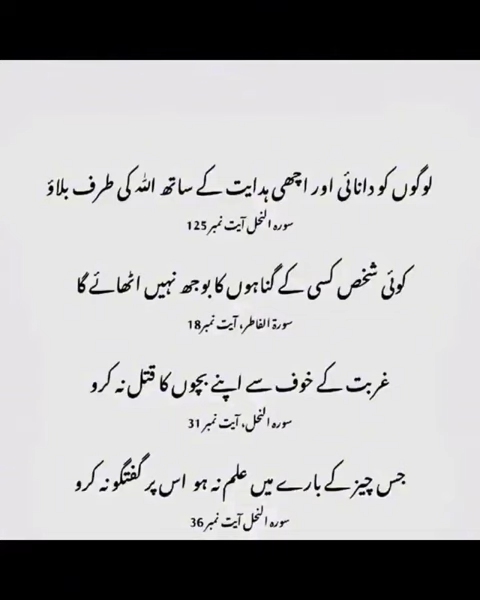 لوگوں کو دانائی اور اچھی ہدایت کے ساتھ اللہ کی طرف بلاؤ
سورہ النحل آیت نمبر 125
کوئی شخص کسی کے گناہوں کا بوجھ نہیں اٹھائے گا
سورۃ الفاطر، آیت نمبر 18
غربت کے خوف سے اپنے بچوں کا قتل نہ کرو
سورہ النحل، آیت نمبر 31
جس چیز کے بارے میں علم نہ ہو اس پر گفتگو نہ کرو
سورہ النحل آیت نمبر 36